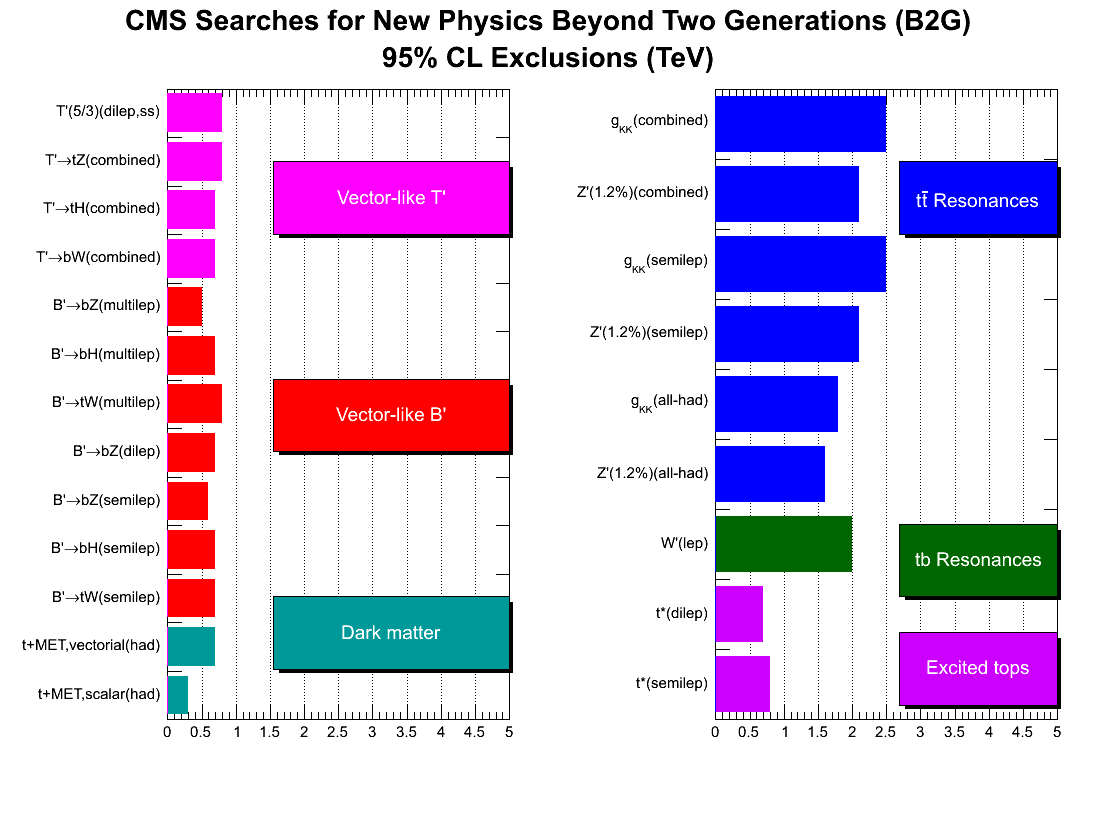 CMS Searches for New Physics Beyond Two Generations (B2G)
95% CL Exclusions (TeV)
T'(5/3)(dilep,ss)
T'→tZ(combined)
T'→tH(combined)
T'→bW(combined)
B'→bZ(multilep)
B'→bH(multilep)
B'→tW(multilep)
B'→bZ(dilep)
B'→bZ(semilep)
B'→bH(semilep)
B'→tW(semilep)
t+MET,vectorial(had)
t+MET,scalar(had)
Vector-like T'
Vector-like B'
Dark matter
0 0.5 1 1.5 2 2.5 3 3.5 4 4.5 5
gKK(combined)
Z'(1.2%)(combined)
gKK(semilep)
Z'(1.2%)(semilep)
gKK(all-had)
Z'(1.2%)(all-had)
W'(lep)
t*(dilep)
t*(semilep)
tt̄ Resonances
tb Resonances
Excited tops
0 0.5 1 1.5 2 2.5 3 3.5 4 4.5 5